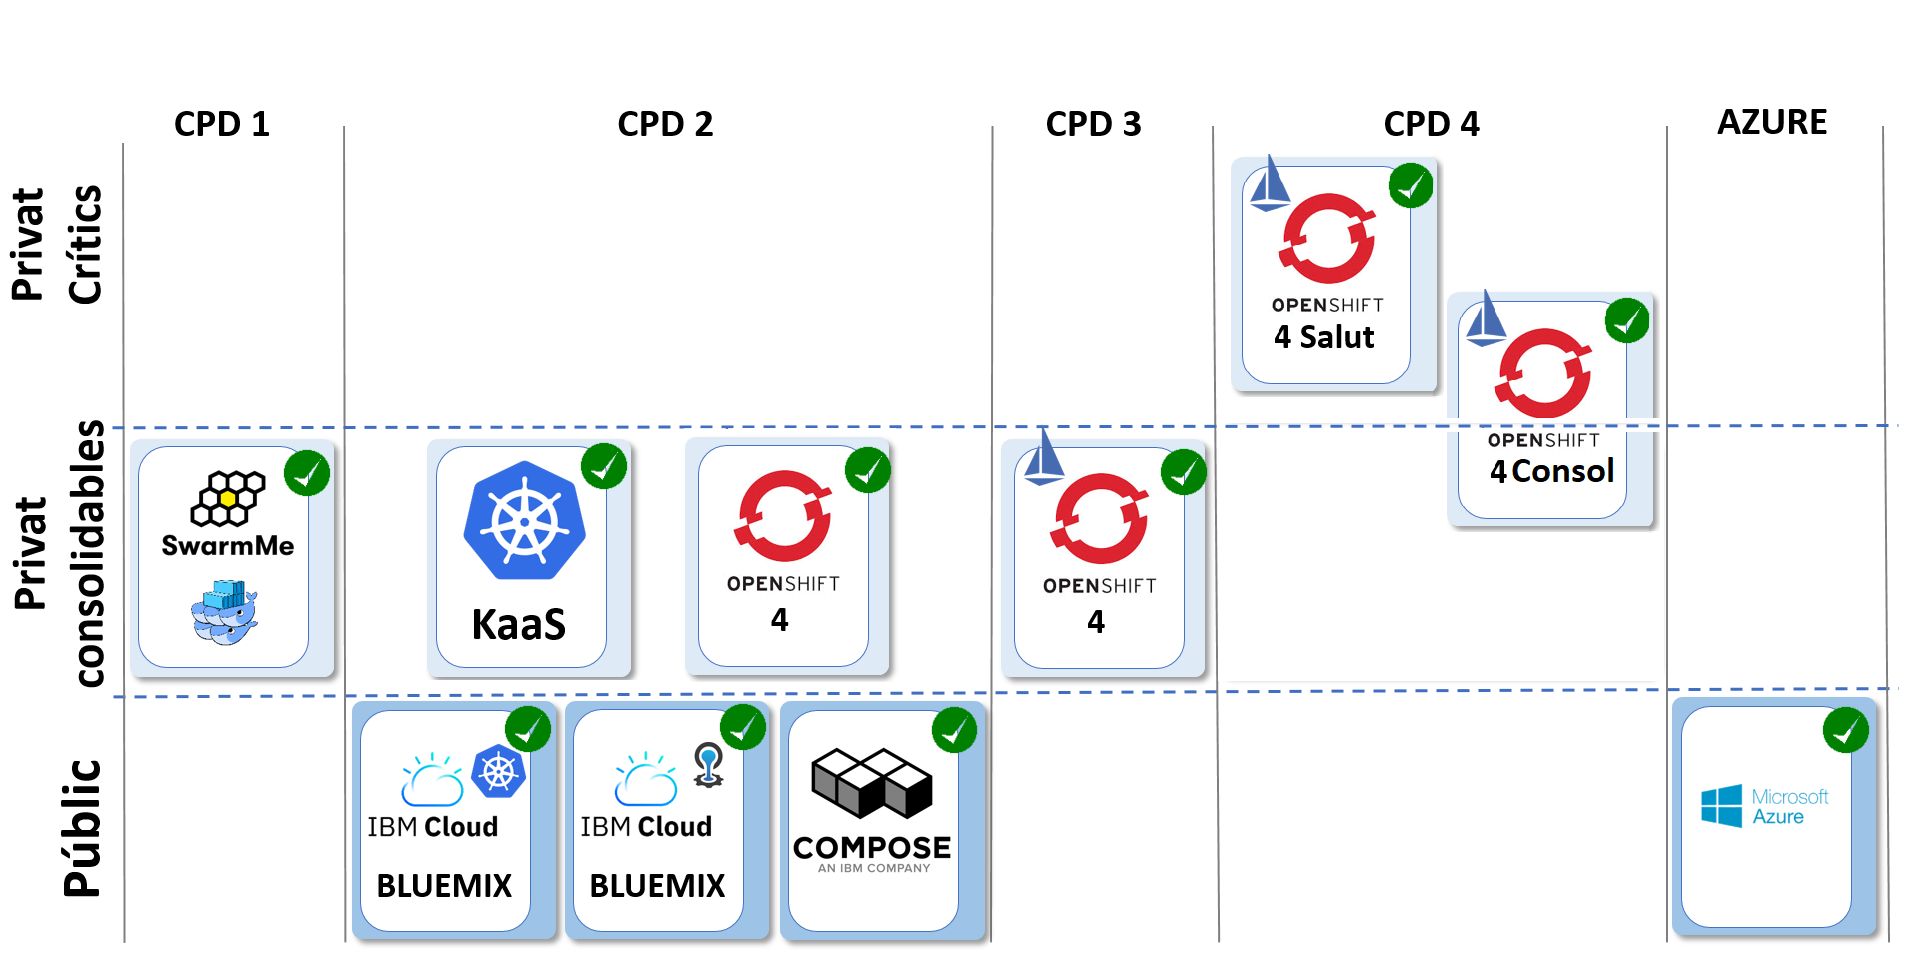 CPD 1
CPD 2
CPD 3
CPD 4
AZURE
Privat
Crítics
OPENSHIFT
4 Salut
OPENSHIFT
4 Consol
Privat
consolidables
SwarmMe
KaaS
OPENSHIFT
4
OPENSHIFT
4
Públic
IBM Cloud
BLUEMIX
IBM Cloud
BLUEMIX
COMPOSE
AN IBM COMPANY
Microsoft
Azure